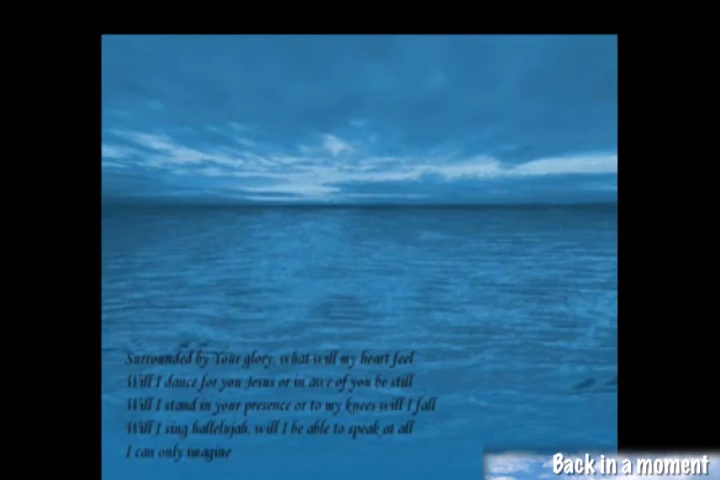 Surrounded by Your glory, what will my heart feel
Will I dance for you Jesus or in awe of you be still
Will I stand in your presence or to my knees will I fall
Will I sing hallelujah, will I be able to speak at all
I can only imagine
Back in a moment